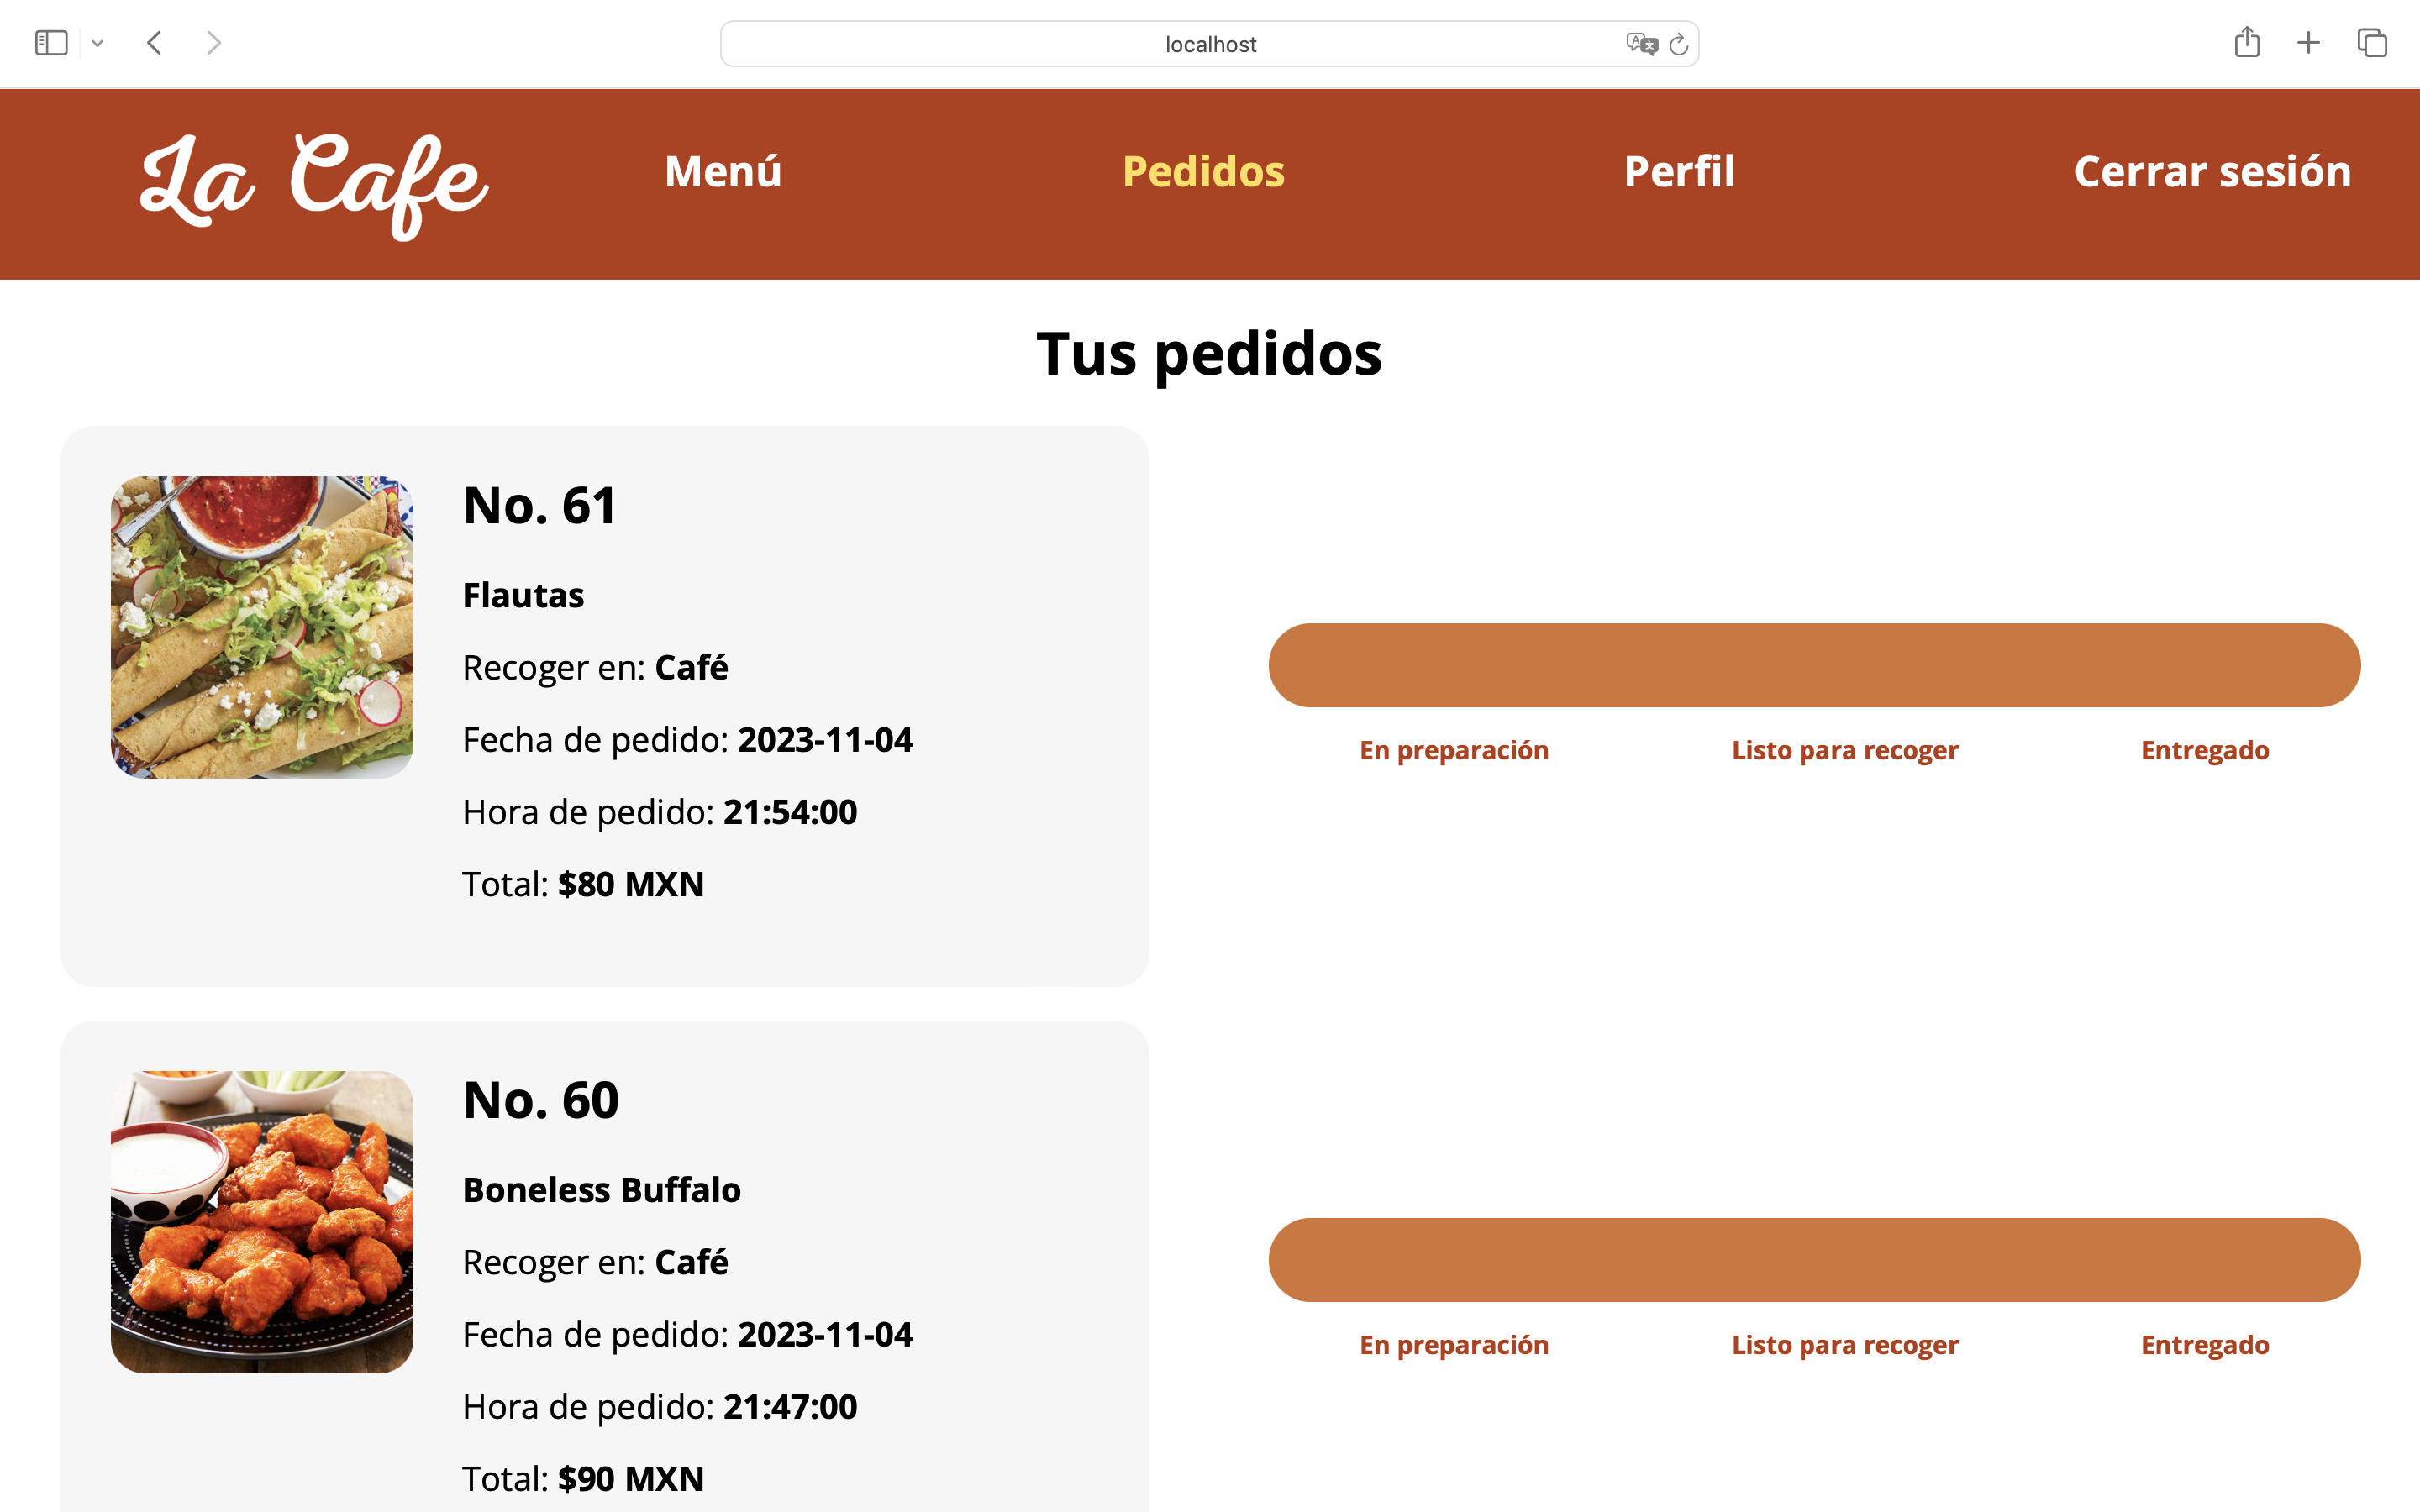 localhost
La Cafe
Menú
Pedidos
Perfil
Cerrar sesión
Tus pedidos
No. 61
Flautas
Recoger en: Café
Fecha de pedido: 2023-11-04
Hora de pedido: 21:54:00
Total: $80 MXN
En preparación
Listo para recoger
Entregado
No. 60
Boneless Buffalo
Recoger en: Café
Fecha de pedido: 2023-11-04
Hora de pedido: 21:47:00
Total: $90 MXN
En preparación
Listo para recoger
Entregado